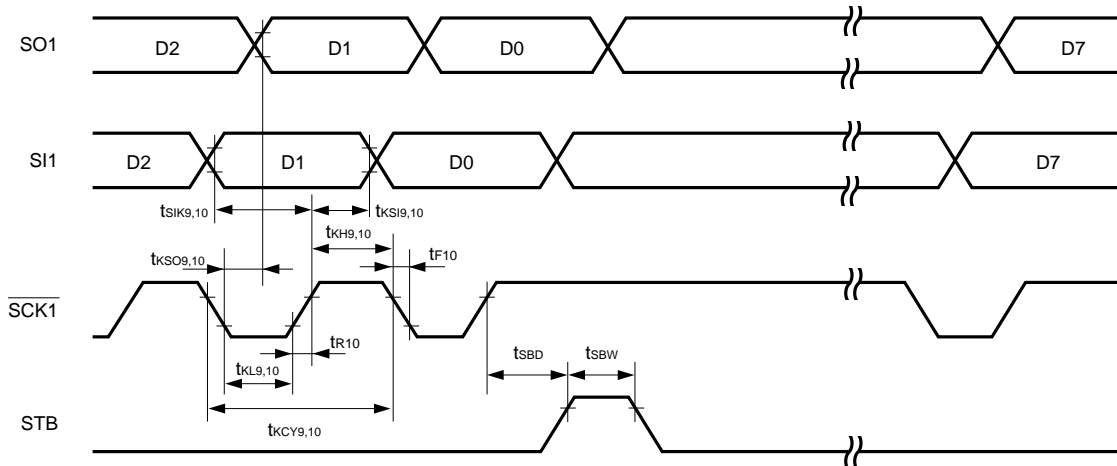 SO1 D2 D1 D0 D7
SI1 D2 D1 D0 D7
tSIK9,10 tKSI9,10
tKH9,10
tKSO9,10 tF10
SCK1
tR10 tSBD tSBW
tKL9,10
STB
tKCY9,10